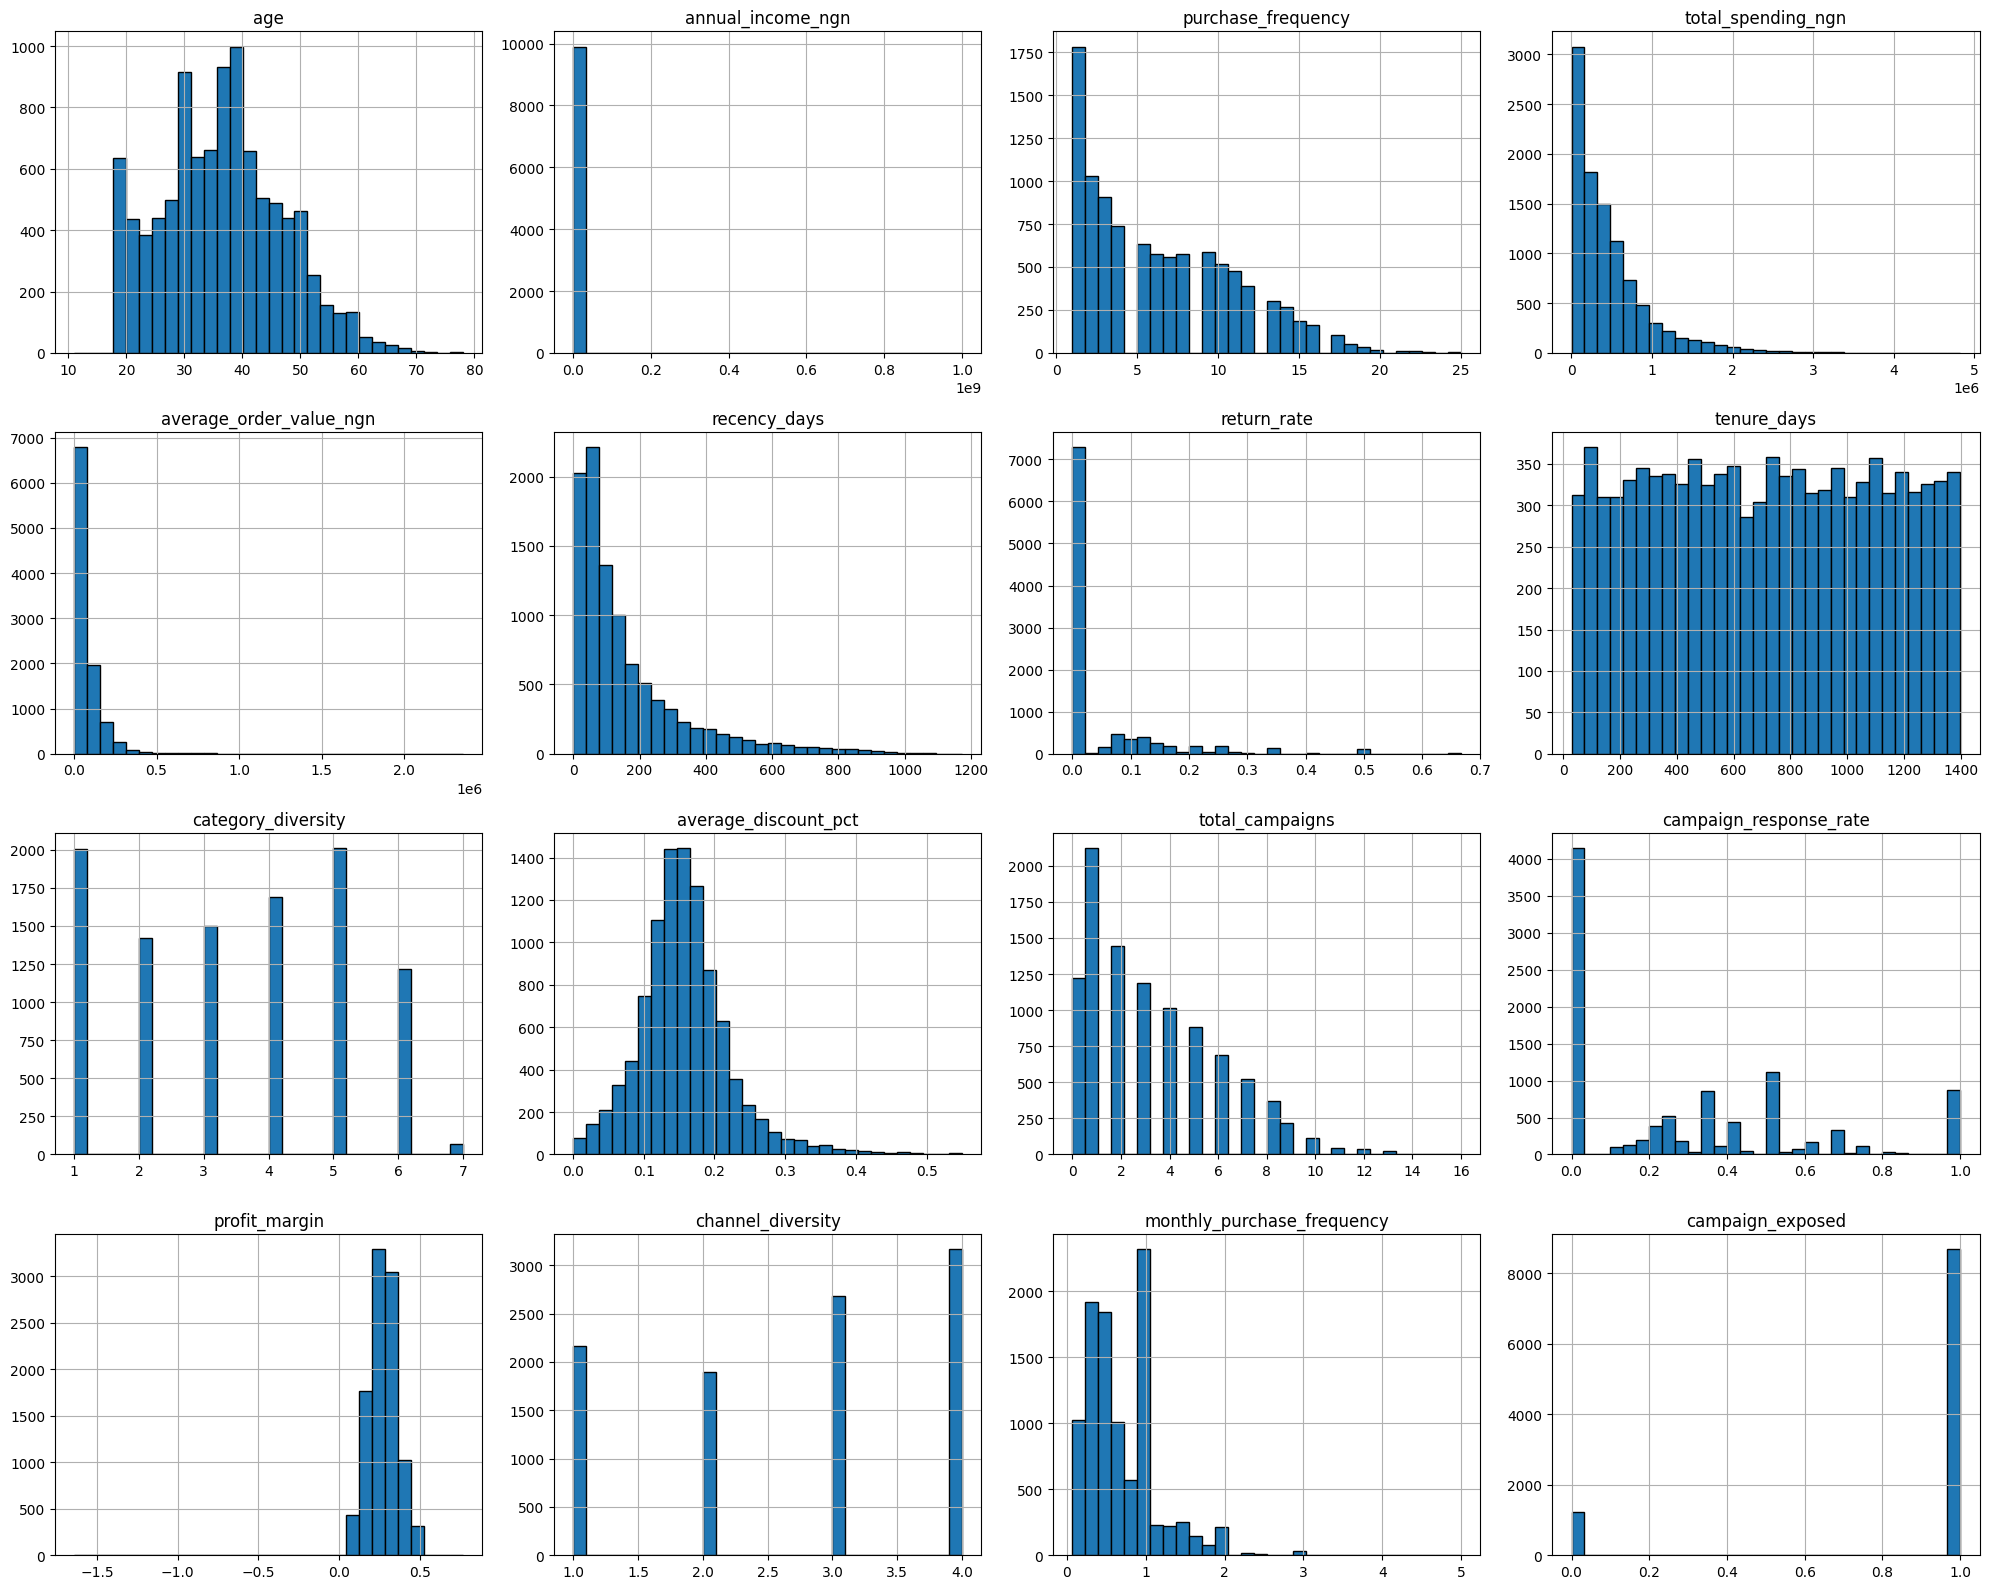 age annual_income_ngn purchase_frequency total_spending_ngn
1000 10000 1750 3000
800 8000 1500 2500
600 6000 1250 2000
400 4000 1000 1500
200 2000 750 1000
0 0 500 500
250 0
0
10 20 30 40 50 60 70 80 0.0 0.2 0.4 0.6 0.8 1.0 0 5 10 15 20 25 0 1 2 3 4 5
1e9 1e6
average_order_value_ngn recency_days return_rate tenure_days
7000 2000 7000 350
6000 1500 6000 300
5000 1000 5000 250
4000 500 4000 200
3000 0 3000 150
2000 2000 100
1000 1000 50
0 0 0
0.0 0.5 1.0 1.5 2.0 0 200 400 600 800 1000 1200 0.0 0.1 0.2 0.3 0.4 0.5 0.6 0.7 0 200 400 600 800 1000 1200 1400
1e6
category_diversity average_discount_pct total_campaigns campaign_response_rate
2000 1400 2000 4000
1750 1200 1750 3500
1500 1000 1500 3000
1250 800 1250 2500
1000 600 1000 2000
750 400 750 1500
500 200 500 1000
250 0 250 500
0 0 0
1 2 3 4 5 6 7 0.0 0.1 0.2 0.3 0.4 0.5 0 2 4 6 8 10 12 14 16 0.0 0.2 0.4 0.6 0.8 1.0
profit_margin channel_diversity monthly_purchase_frequency campaign_exposed
3000 3000 2000 8000
2500 2500 1500 6000
2000 2000 1000 4000
1500 1500 500 2000
1000 1000 0 0
500 500
0 0
−1.5 −1.0 −0.5 0.0 0.5 1.0 1.5 2.0 2.5 3.0 3.5 4.0 0 1 2 3 4 5 0.0 0.2 0.4 0.6 0.8 1.0